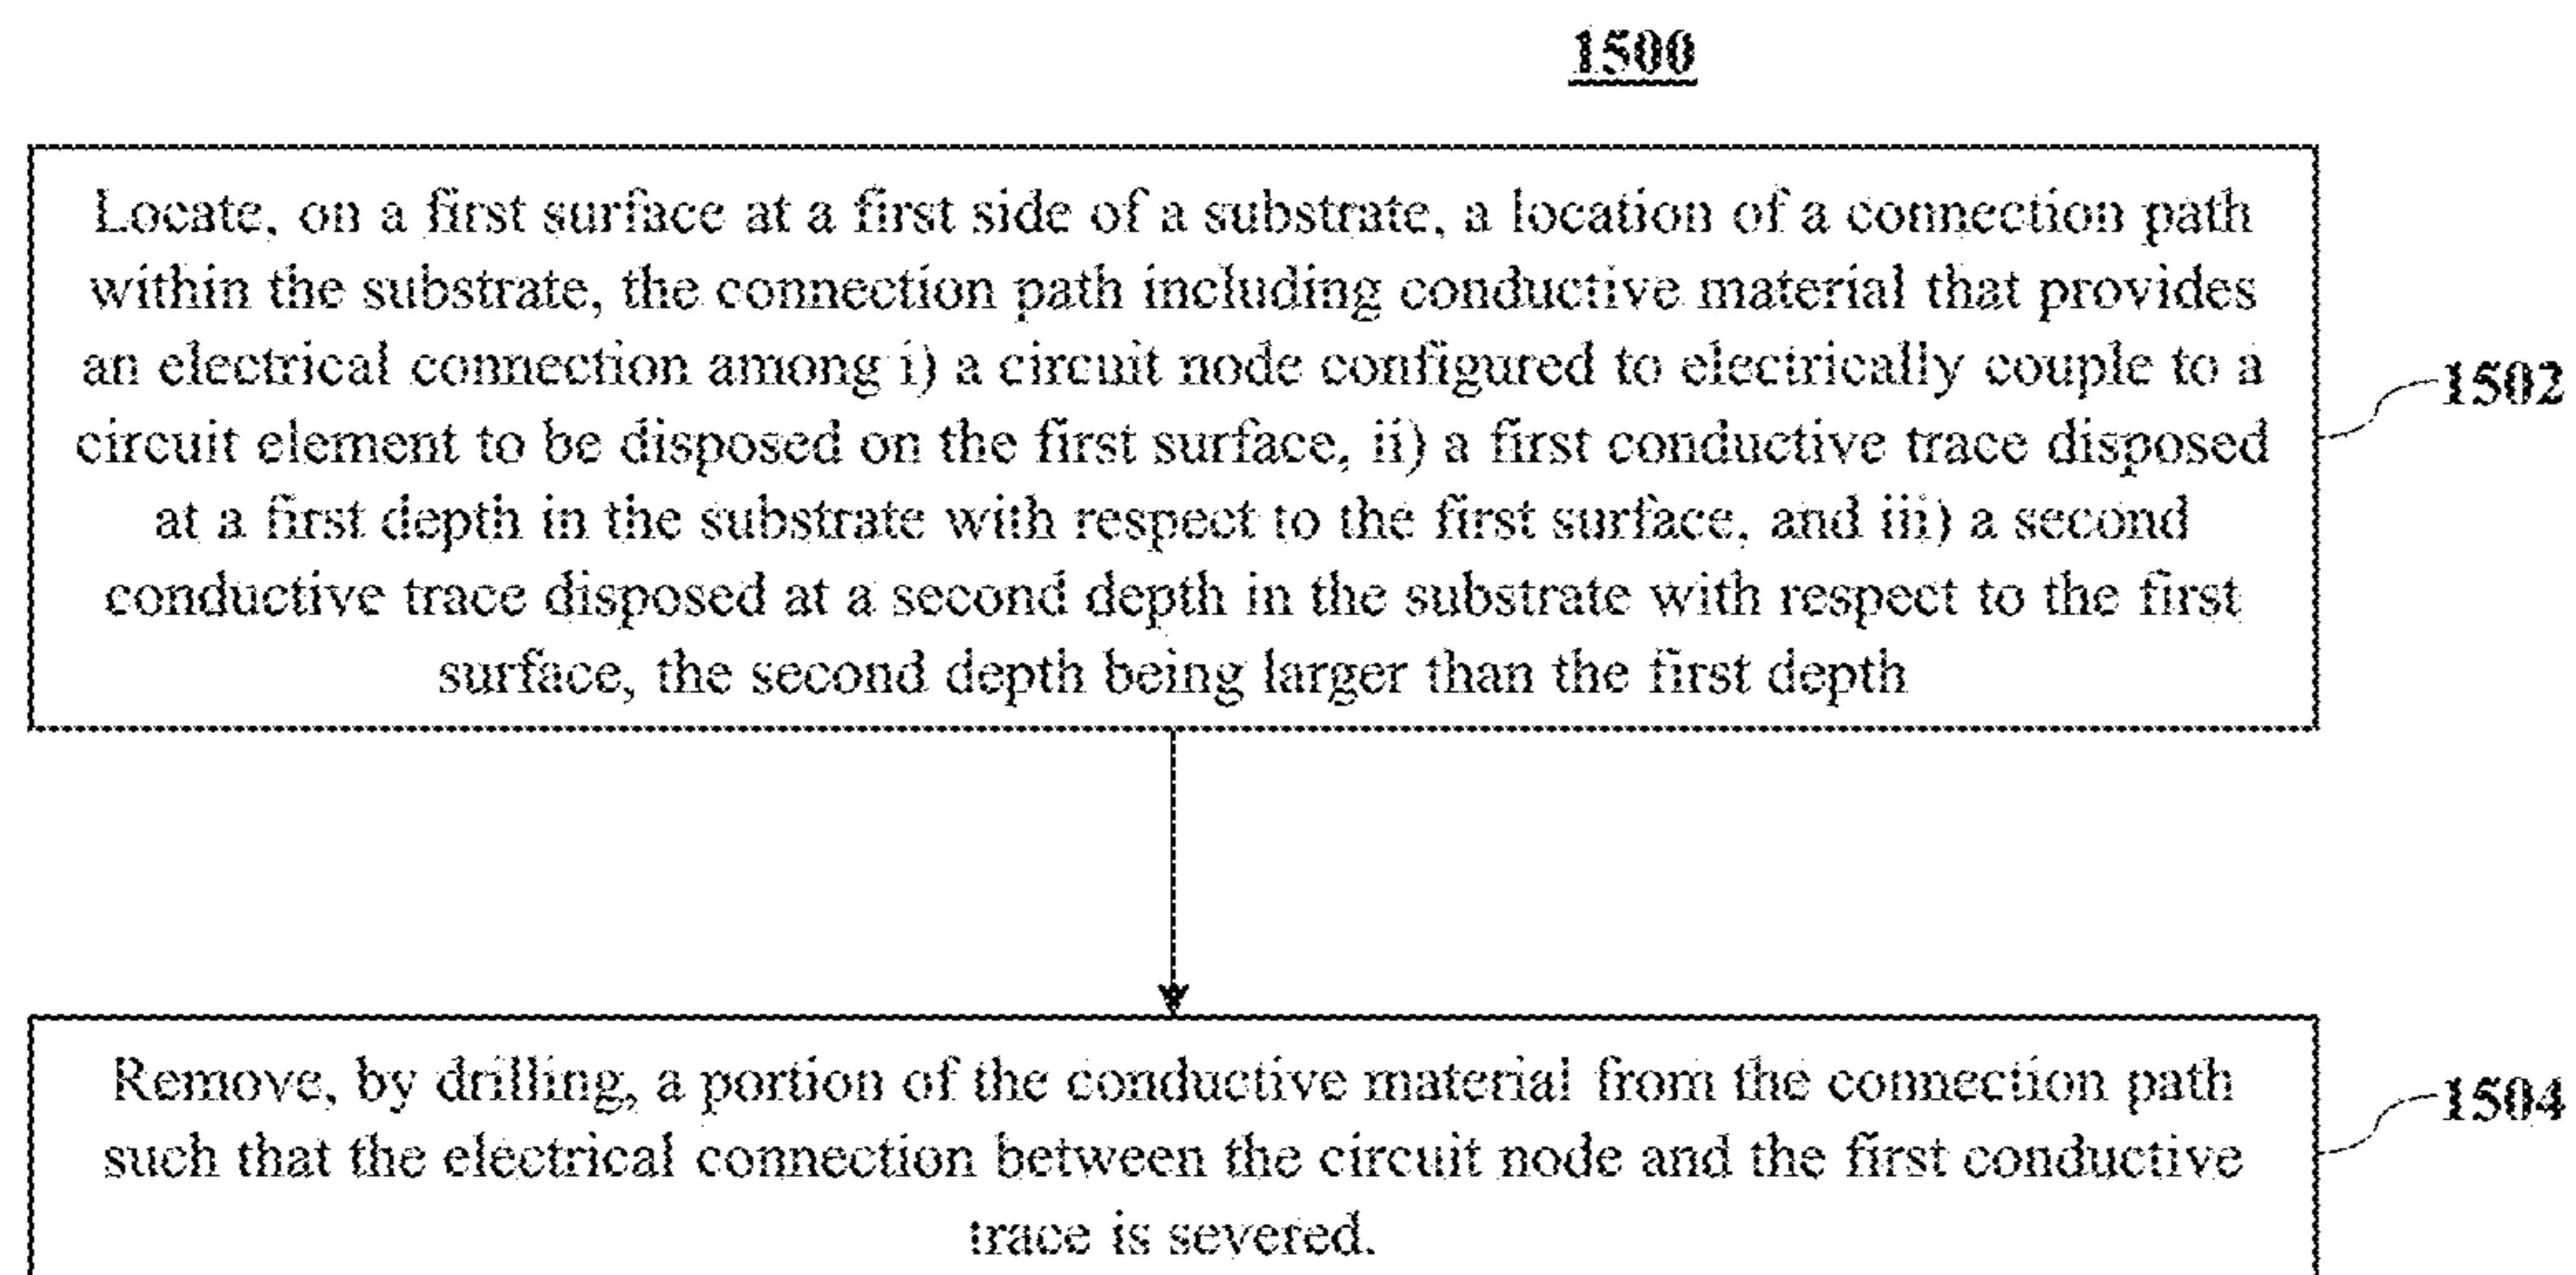 1500
Locate, on a first surface at a first side of a substrate, a location of a connection path
within the substrate, the connection path including conductive material that provides
an electrical connection among i) a circuit node configured to electrically couple to a
circuit element to be disposed on the first surface, ii) a first conductive trace disposed
at a first depth in the substrate with respect to the first surface, and iii) a second
conductive trace disposed at a second depth in the substrate with respect to the first
surface, the second depth being larger than the first depth
1502
Remove, by drilling, a portion of the conductive material from the connection path
such that the electrical connection between the circuit node and the first conductive
trace is severed.
1504